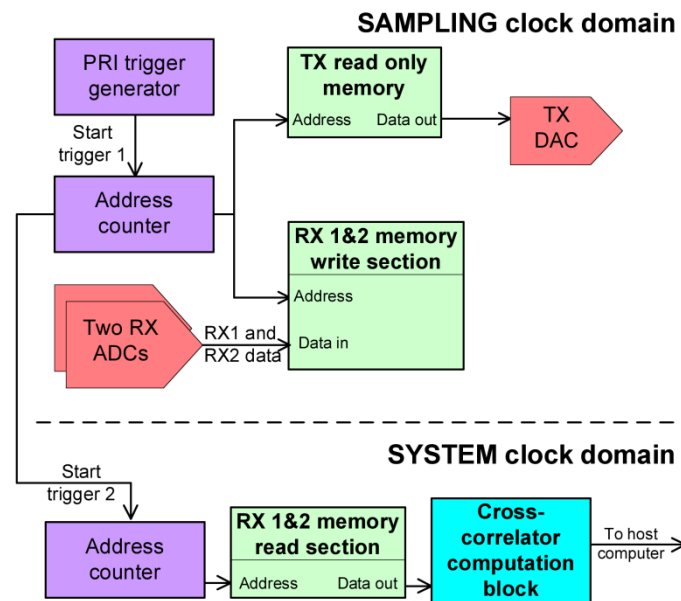 SAMPLING clock domain
PRI trigger
generator
TX read only
memory
Address Data out
TX
DAC
Start
trigger 1
Address
counter
RX 1&2 memory
write section
Address
Two RX
ADCs
RX1 and
RX2 data
Data in
SYSTEM clock domain
Start
trigger 2
Address
counter
RX 1&2 memory
read section
Address Data out
Cross-
correlator
computation
block
To host
computer